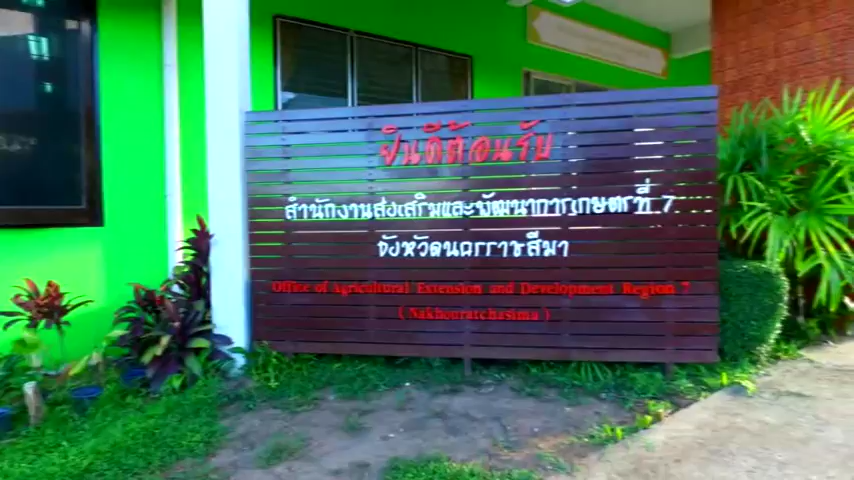 ยินดีต้อนรับ
สำนักงานส่งเสริมและพัฒนาการเกษตรที่ 7
จังหวัดนครราชสีมา
Office of Agricultural Extension and Development Region 7
( Nakhonratchasima )